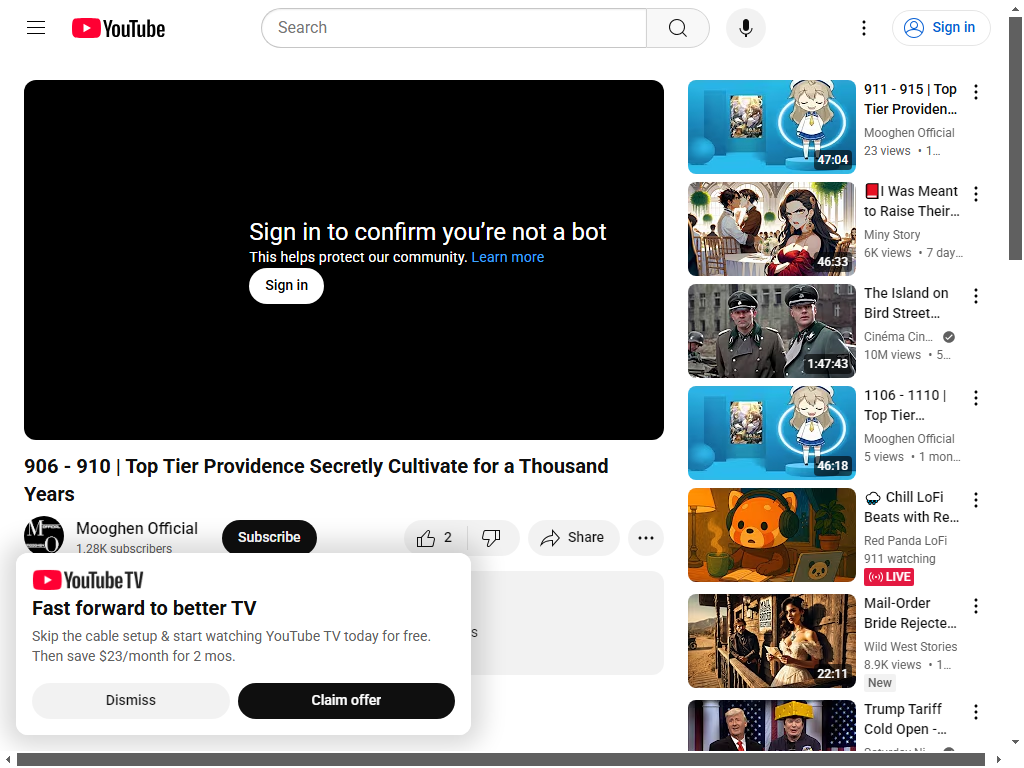 YouTube
Search
Sign in
Sign in to confirm you're not a bot
This helps protect our community. Learn more
Sign in
906 - 910 | Top Tier Providence Secretly Cultivate for a Thousand
Years
Mooghen Official
1.28K subscribers
Subscribe
2
Share
s
YouTube TV
Fast forward to better TV
Skip the cable setup & start watching YouTube TV today for free.
Then save $23/month for 2 mos.
Dismiss
Claim offer
911 - 915 | Top
Tier Providen...
Mooghen Official
23 views • 1...
47:04
📕I Was Meant
to Raise Their...
Miny Story
6K views • 7 day...
46:33
The Island on
Bird Street...
Cinéma Cin...
10M views • 5...
1:47:43
1106 - 1110 |
Top Tier...
Mooghen Official
5 views • 1 mon...
46:18
🌧️ Chill LoFi
Beats with Re...
Red Panda LoFi
911 watching
LIVE
Mail-Order
Bride Rejecte...
Wild West Stories
8.9K views • 1...
New
22:11
Trump Tariff
Cold Open -...